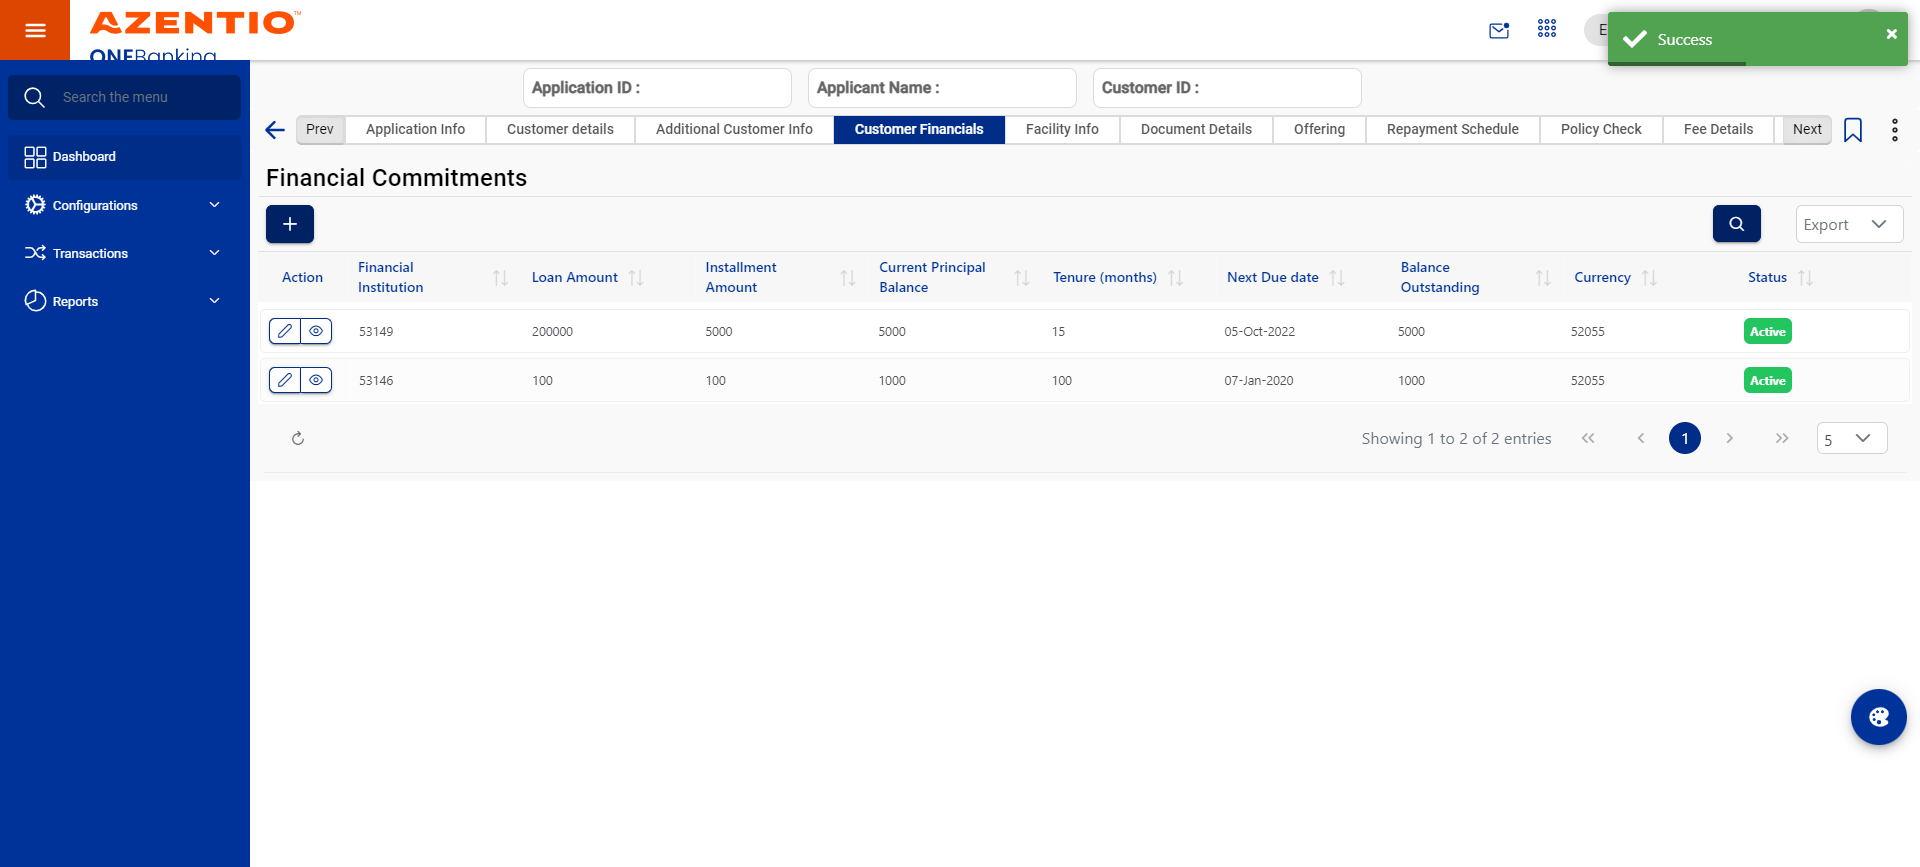 AZENTIO™
ONEBanking
E
Success
Search the menu
Dashboard
Configurations
Transactions
Reports
Application ID :
Applicant Name :
Customer ID :
Prev
Application Info
Customer details
Additional Customer Info
Customer Financials
Facility Info
Document Details
Offering
Repayment Schedule
Policy Check
Fee Details
Next
Financial Commitments
Export
Action
Financial Institution
Loan Amount
Installment Amount
Current Principal Balance
Tenure (months)
Next Due date
Balance Outstanding
Currency
Status
53149 200000 5000 5000 15 05-Oct-2022 5000 52055 Active
53146 100 100 1000 100 07-Jan-2020 1000 52055 Active
Showing 1 to 2 of 2 entries
1
5